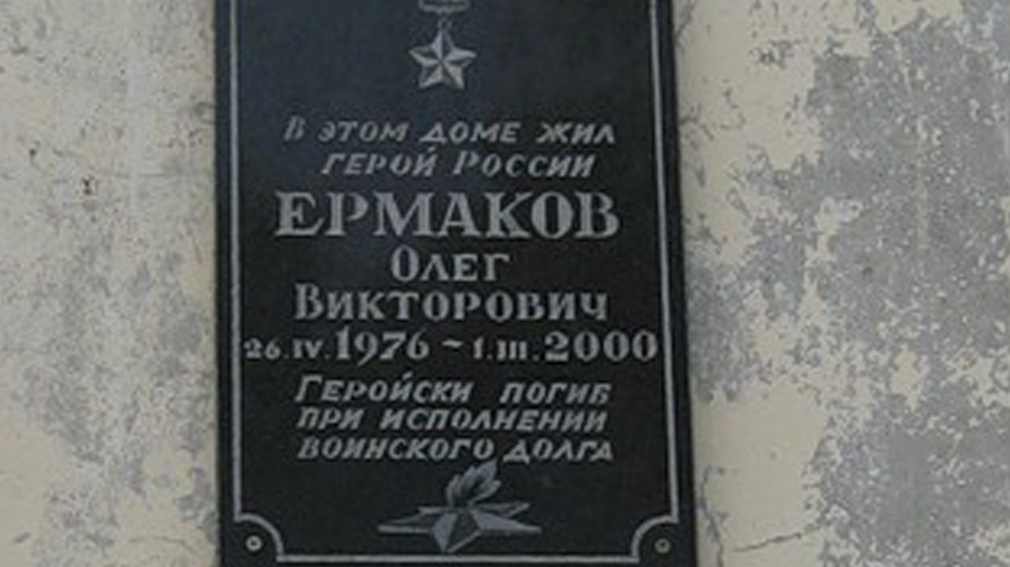 В ЭТОМ ДОМЕ ЖИЛ
ГЕРОЙ РОССИИ
ЕРМАКОВ
ОЛЕГ
ВИКТОРОВИЧ
26.IV.1976 ~ 1.III.2000
ГЕРОЙСКИ ПОГИБ
ПРИ ИСПОЛНЕНИИ
ВОИНСКОГО ДОЛГА